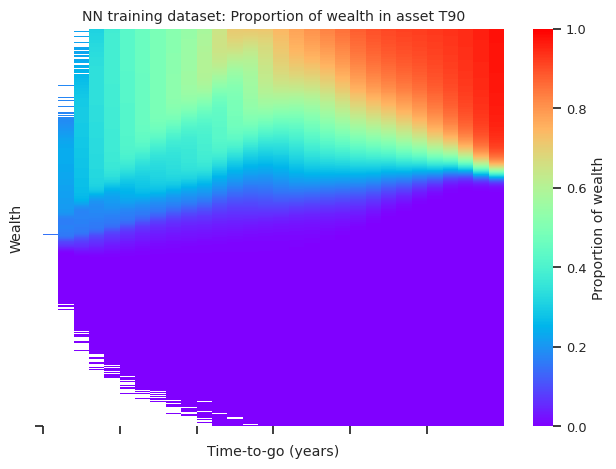 NN training dataset: Proportion of wealth in asset T90
Wealth
Time-to-go (years)
1.0
0.8
0.6
0.4
0.2
0.0
Proportion of wealth